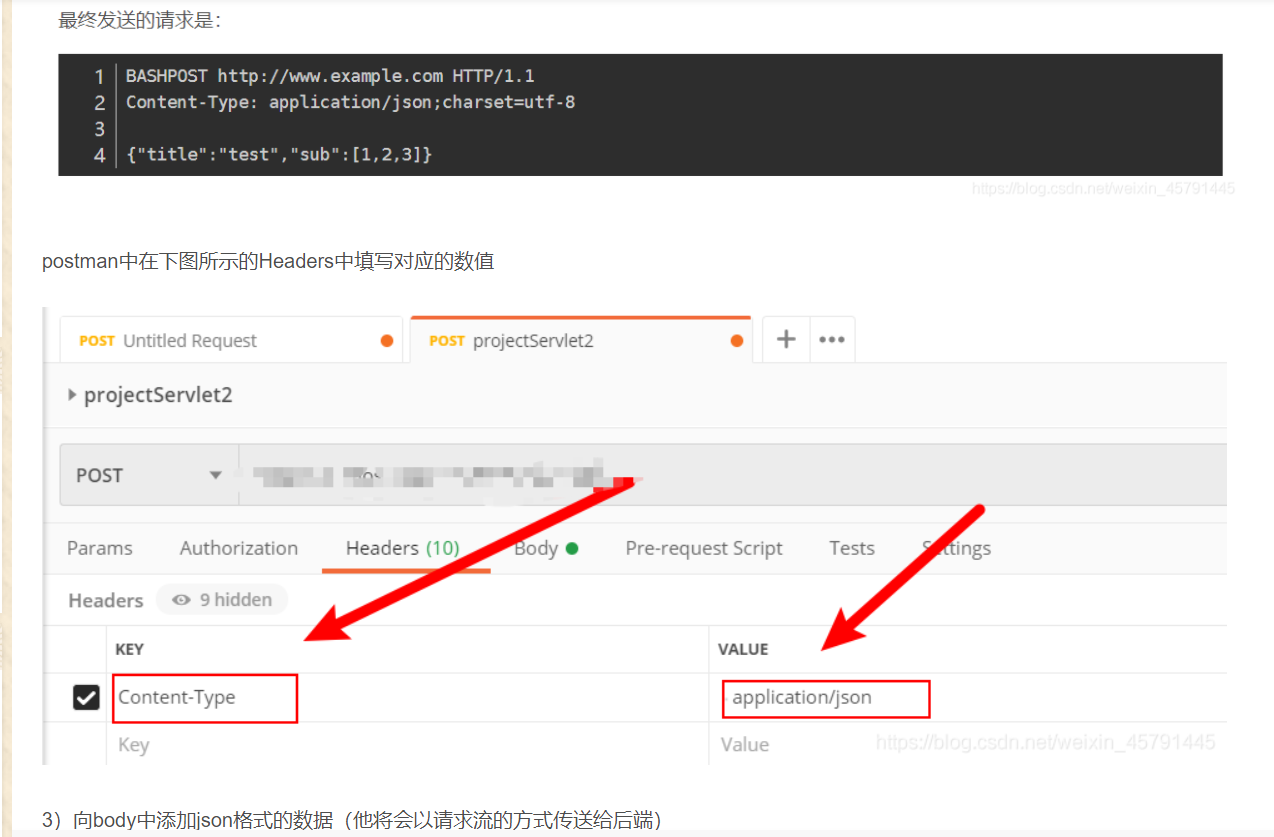 最终发送的请求是：
1 BASHPOST http://www.example.com HTTP/1.1
2 Content-Type: application/json;charset=utf-8
3
4 {"title":"test","sub":[1,2,3]}
https://blog.csdn.net/weixin_45791445
postman中在下图所示的Headers中填写对应的数值
POST Untitled Request POST projectServlet2 + •••
projectServlet2
POST
Params Authorization Headers (10) Body Pre-request Script Tests Settings
Headers 9 hidden
KEY VALUE
Content-Type application/json
Key Value
https://blog.csdn.net/weixin_45791445
3）向body中添加json格式的数据（他将会以请求流的方式传送给后端）